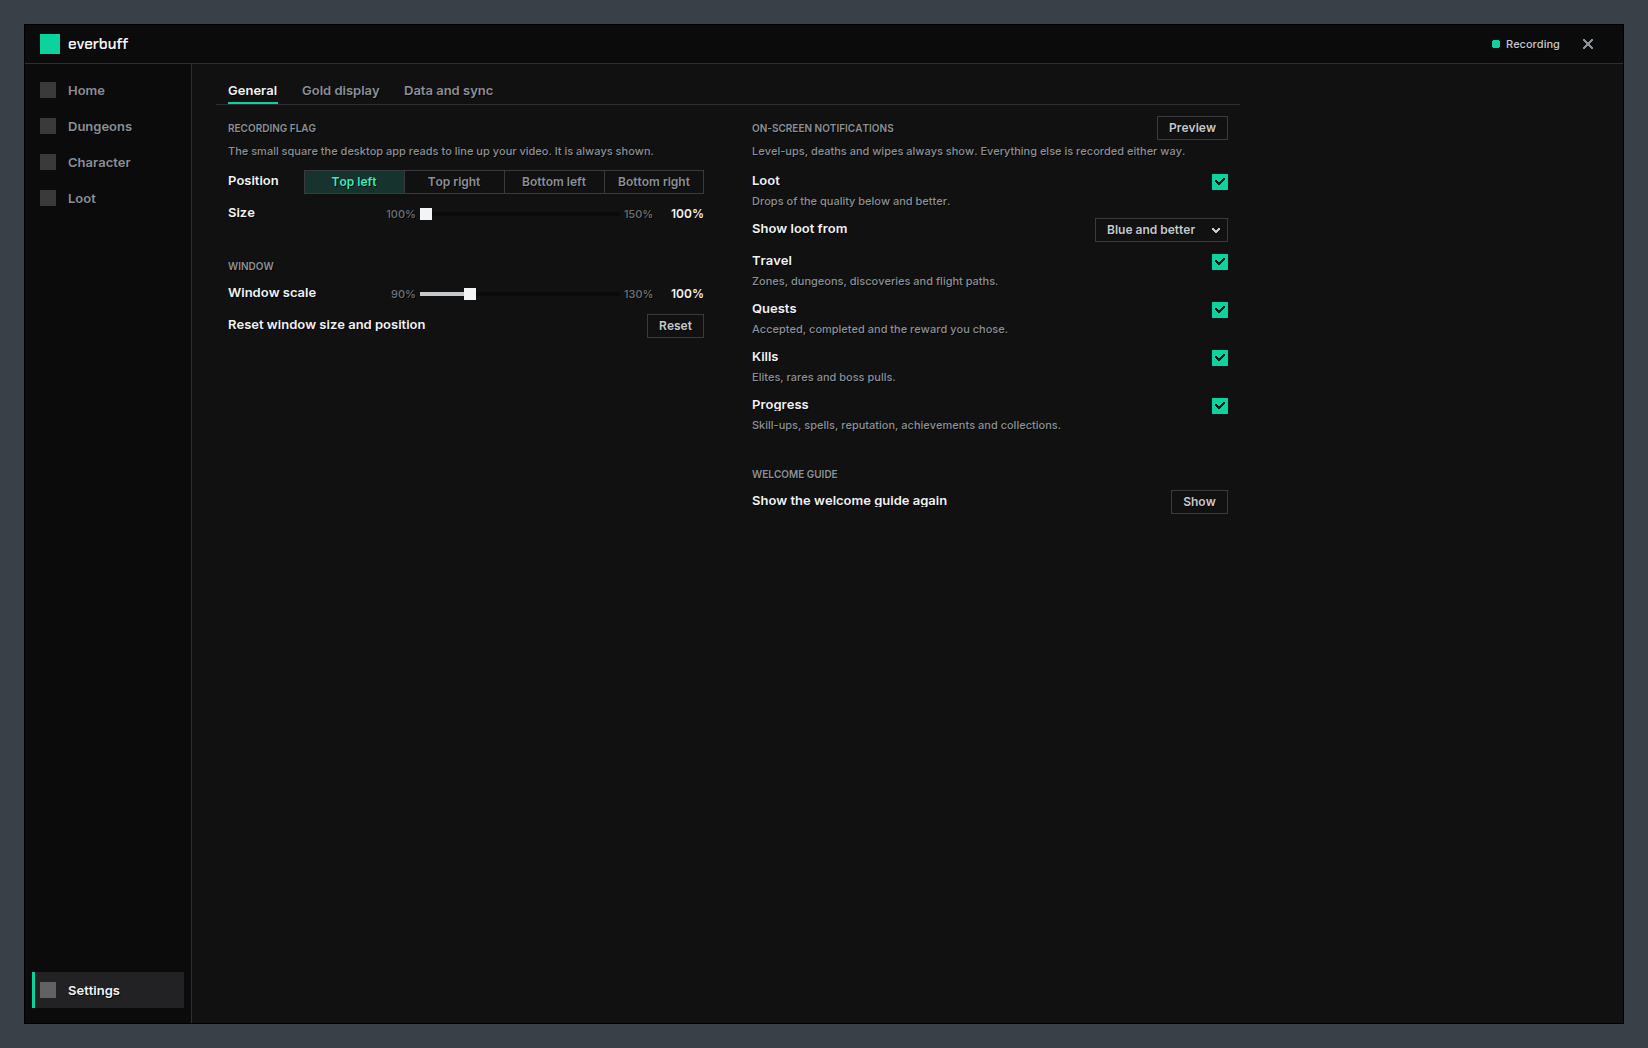 everbuff
Recording
Home
Dungeons
Character
Loot
Settings
General Gold display Data and sync
RECORDING FLAG
The small square the desktop app reads to line up your video. It is always shown.
Position Top left Top right Bottom left Bottom right
Size 100% 150% 100%
WINDOW
Window scale 90% 130% 100%
Reset window size and position Reset
ON-SCREEN NOTIFICATIONS Preview
Level-ups, deaths and wipes always show. Everything else is recorded either way.
Loot
Drops of the quality below and better.
Show loot from Blue and better
Travel
Zones, dungeons, discoveries and flight paths.
Quests
Accepted, completed and the reward you chose.
Kills
Elites, rares and boss pulls.
Progress
Skill-ups, spells, reputation, achievements and collections.
WELCOME GUIDE
Show the welcome guide again Show